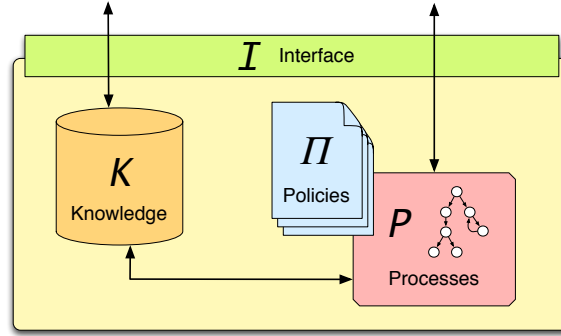 I Interface
K
Knowledge
Π
Policies
P
Processes